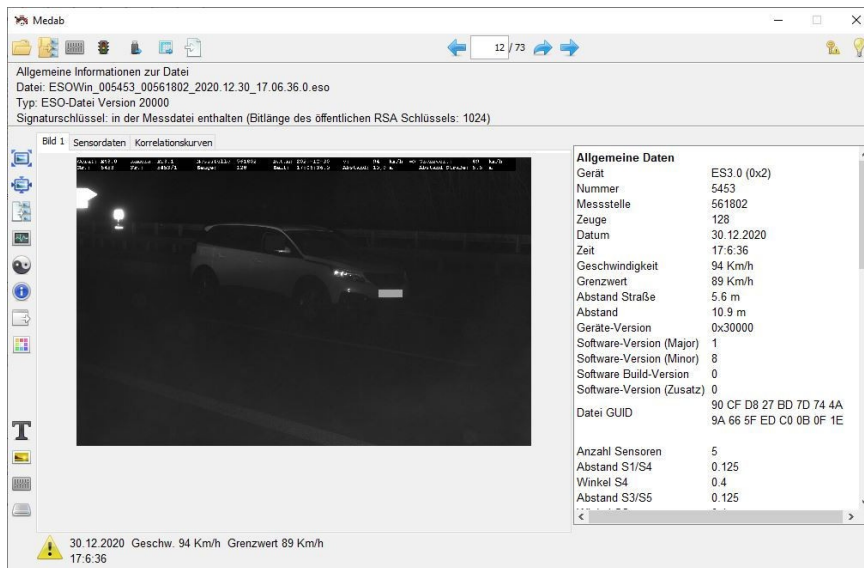 Medab
12 / 73
Allgemeine Informationen zur Datei
Datei: ESOWin_005453_00561802_2020.12.30_17.06.36.0.eso
Typ: ESO-Datei Version 20000
Signaturschlüssel: in der Messdatei enthalten (Bitlänge des öffentlichen RSA Schlüssels: 1024)
Bild 1 Sensordaten Korrelationskurven
Allgemeine Daten
Gerät ES3.0 (0x2)
Nummer 5453
Messstelle 561802
Zeuge 128
Datum 30.12.2020
Zeit 17:6:36
Geschwindigkeit 94 Km/h
Grenzwert 89 Km/h
Abstand Straße 5.6 m
Abstand 10.9 m
Geräte-Version 0x30000
Software-Version (Major) 1
Software-Version (Minor) 8
Software Build-Version 0
Software-Version (Zusatz) 0
Datei GUID 90 CF D8 27 BD 7D 74 4A
9A 66 5F ED C0 0B 0F 1E
Anzahl Sensoren 5
Abstand S1/S4 0.125
Winkel S4 0.4
Abstand S3/S5 0.125
30.12.2020 Geschw. 94 Km/h Grenzwert 89 Km/h
17:6:36